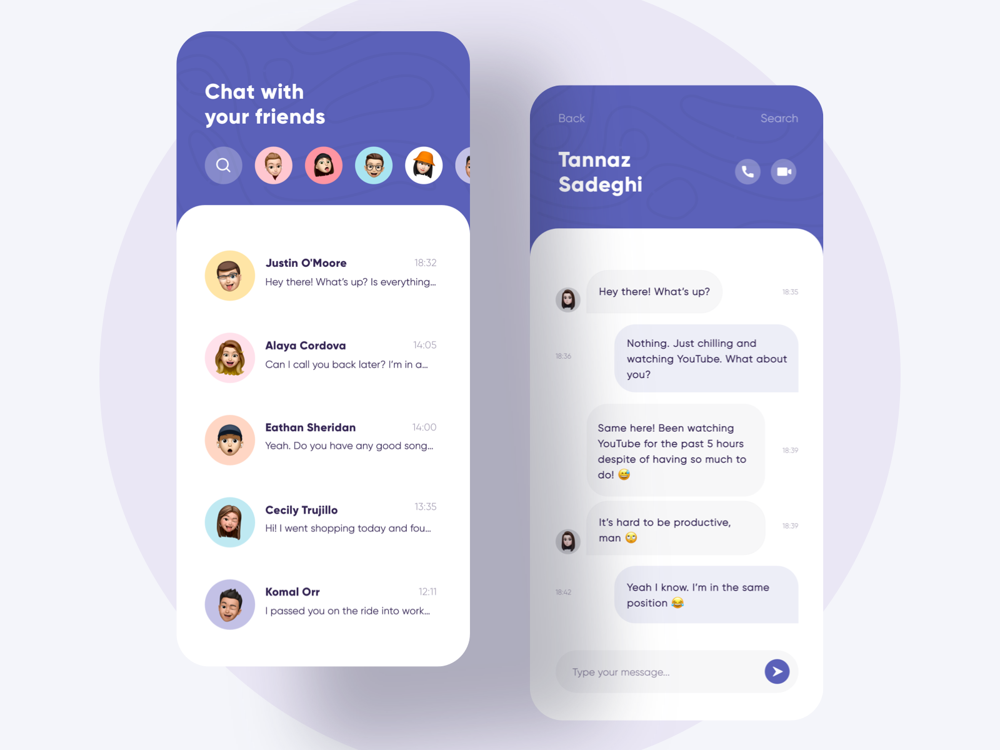 Chat with
your friends
Justin O'Moore
18:32
Hey there! What’s up? Is everything...
Alaya Cordova
14:05
Can I call you back later? I’m in a...
Eathan Sheridan
14:00
Yeah. Do you have any good song...
Cecily Trujillo
13:35
Hi! I went shopping today and fou...
Komal Orr
12:11
I passed you on the ride into work...
Back
Search
Tannaz
Sadeghi
Hey there! What’s up?
18:35
Nothing. Just chilling and
watching YouTube. What about
you?
18:36
Same here! Been watching
YouTube for the past 5 hours
despite of having so much to
do! 😅
18:39
It’s hard to be productive,
man 🙄
18:39
Yeah I know. I’m in the same
position 😂
18:42
Type your message...